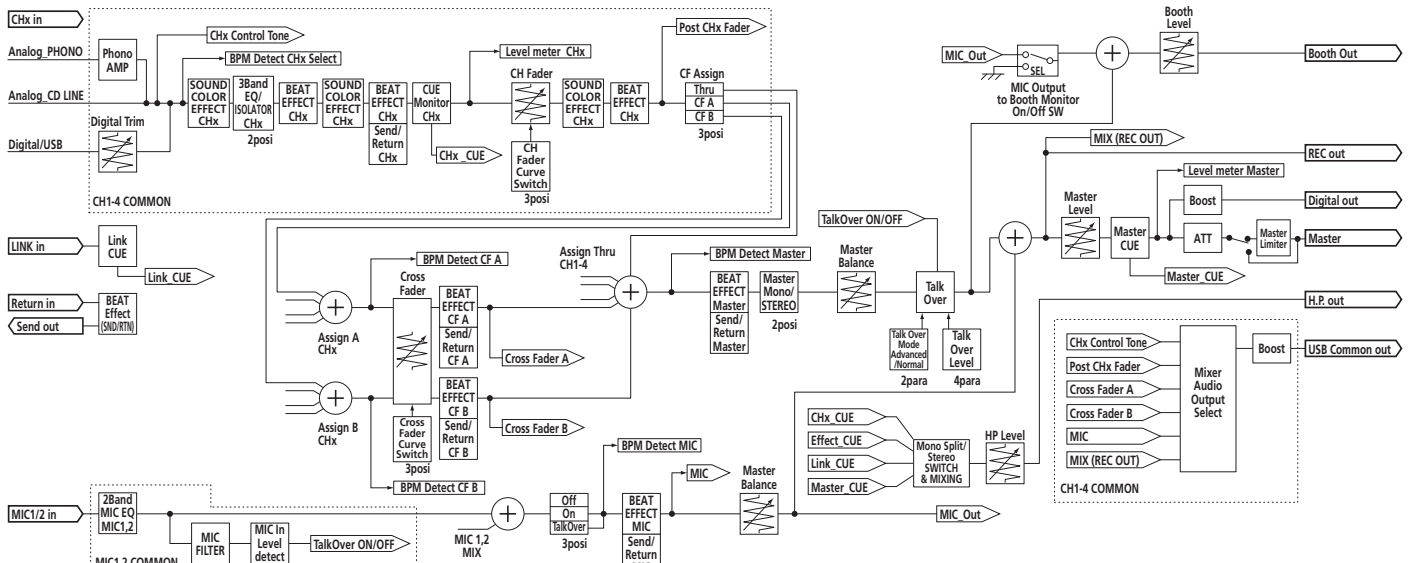 CHx in
Analog_PHONO
Phono
AMP
CHx Control Tone
BPM Detect CHx Select
Analog_CD LINE
Digital Trim
Digital/USB
SOUND
COLOR
EFFECT
CHx
3Band
EQ/
ISOLATOR
CHx
2posi
BEAT
EFFECT
CHx
SOUND
COLOR
EFFECT
CHx
BEAT
EFFECT
CHx
Send/
Return
CHx
CUE
Monitor
CHx
CHx _CUE
Level meter CHx
CH Fader
CH
Fader
Curve
Switch
3posi
SOUND
COLOR
EFFECT
CHx
BEAT
EFFECT
CHx
Post CHx Fader
CF Assign
Thru
CF A
CF B
3posi
CH1-4 COMMON
MIC_Out
SEL
MIC Output
to Booth Monitor
On/Off SW
Booth
Level
Booth Out
MIX (REC OUT)
REC out
Level meter Master
Master
Level
Master
CUE
Master_CUE
Boost
Digital out
ATT
Master
Limiter
Master
LINK in
Link
CUE
Link_CUE
Return in
Send out
BEAT
Effect
(SND/RTN)
Assign A
CHx
BPM Detect CF A
Cross
Fader
BEAT
EFFECT
CF A
Send/
Return
CF A
Cross Fader A
Assign B
CHx
Cross
Fader
Curve
Switch
3posi
BEAT
EFFECT
CF B
Send/
Return
CF B
Cross Fader B
BPM Detect CF B
Assign Thru
CH1-4
BPM Detect Master
BEAT
EFFECT
Master
Send/
Return
Master
Master
Mono/
STEREO
2posi
Master
Balance
TalkOver ON/OFF
Talk
Over
Talk Over
Mode
Advanced
/Normal
2para
Talk
Over
Level
4para
H.P. out
CHx_CUE
Effect_CUE
Link_CUE
Master_CUE
Mono Split/
Stereo
SWITCH
& MIXING
HP Level
CHx Control Tone
Post CHx Fader
Cross Fader A
Cross Fader B
MIC
MIX (REC OUT)
Mixer
Audio
Output
Select
Boost
USB Common out
CH1-4 COMMON
MIC1/2 in
2Band
MIC EQ
MIC1,2
MIC
FILTER
MIC In
Level
detect
TalkOver ON/OFF
MIC1,2 COMMON
MIC 1,2
MIX
Off
On
TalkOver
3posi
BPM Detect MIC
BEAT
EFFECT
MIC
Send/
Return
MIC
Master
Balance
MIC_Out